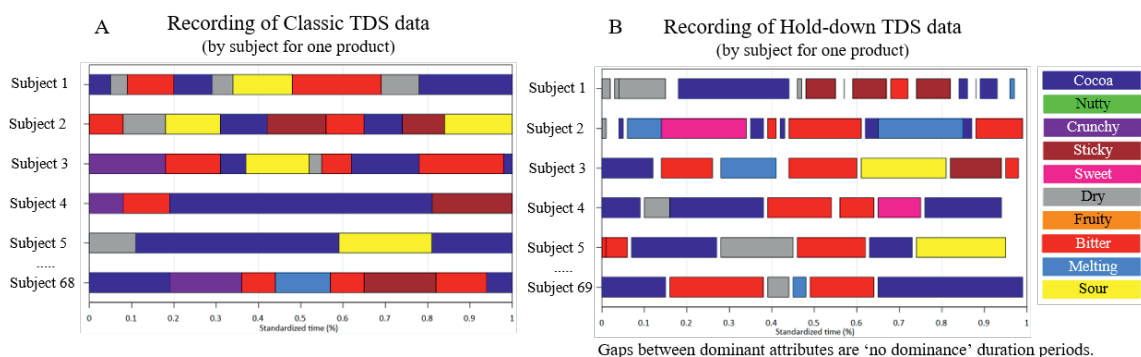 A
Recording of Classic TDS data
(by subject for one product)
Subject 1
Subject 2
Subject 3
Subject 4
Subject 5
.....
Subject 68
0 0.1 0.2 0.3 0.4 0.5 0.6 0.7 0.8 0.9 1
Standardized time (%)
B
Recording of Hold-down TDS data
(by subject for one product)
Subject 1
Subject 2
Subject 3
Subject 4
Subject 5
.....
Subject 69
0 0.1 0.2 0.3 0.4 0.5 0.6 0.7 0.8 0.9 1
Standardized time (%)
Gaps between dominant attributes are ‘no dominance’ duration periods.
Cocoa
Nutty
Crunchy
Sticky
Sweet
Dry
Fruity
Bitter
Melting
Sour